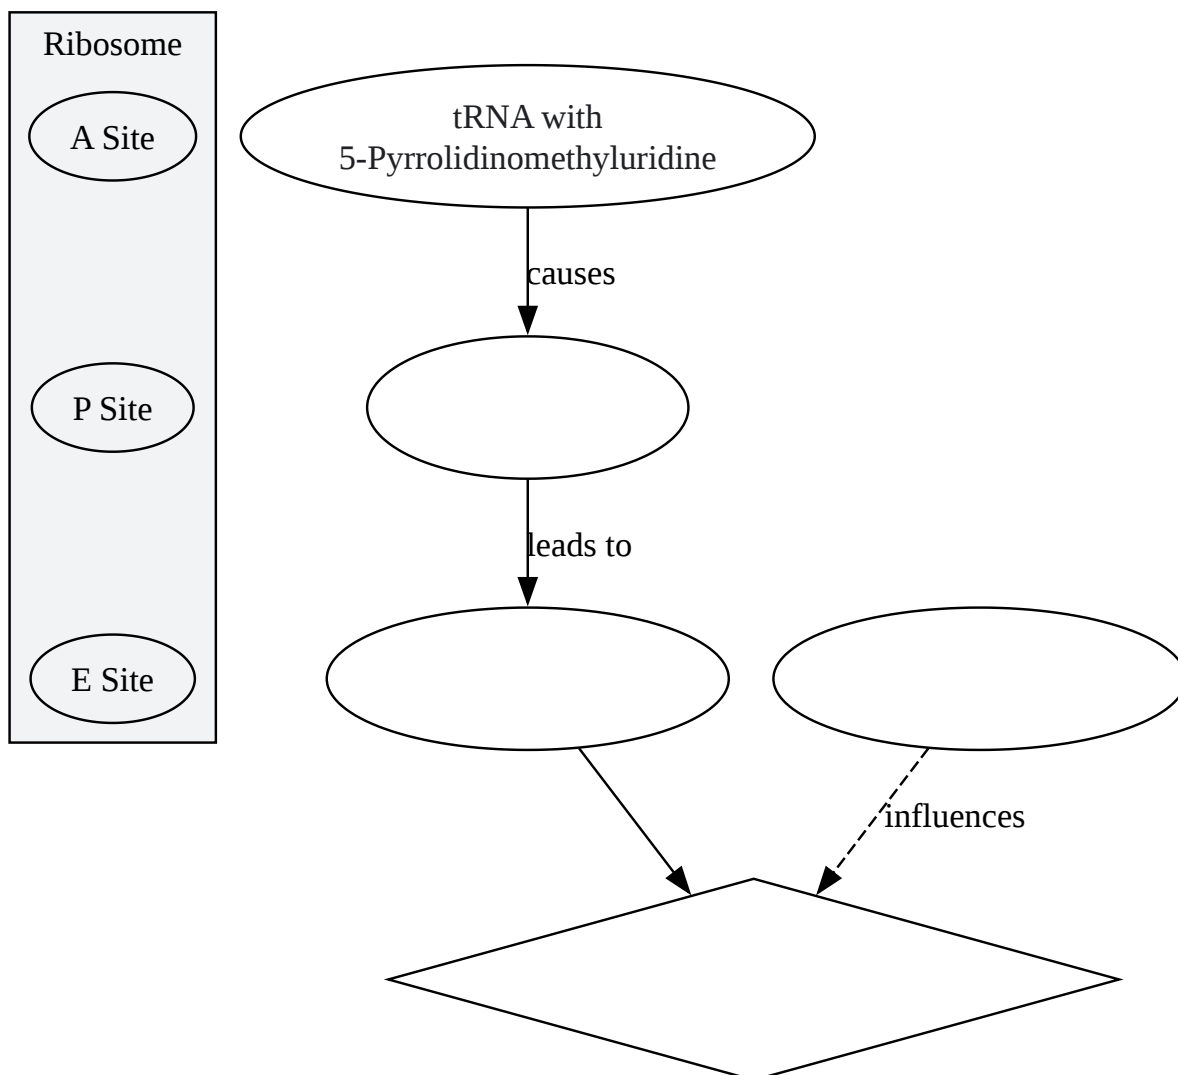 Ribosome
A Site
tRNA with
5-Pyrrolidinomethyluridine
causes
P Site
leads to
E Site
influences